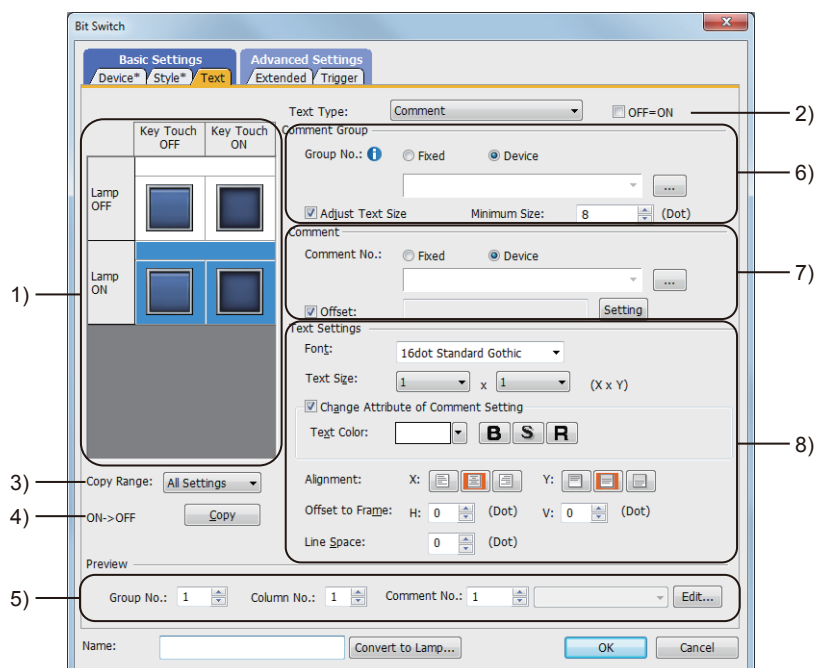 Bit Switch
Basic Settings
Advanced Settings
Device* Style* Text Extended Trigger
Text Type: Comment OFF=ON 2)
Key Touch OFF
Key Touch ON
Lamp OFF
Lamp ON
1)
Comment Group
Group No.: Fixed Device
...
6)
Adjust Text Size Minimum Size: 8 (Dot)
Comment
Comment No.: Fixed Device
...
7)
Offset: Setting
Text Settings
Font: 16dot Standard Gothic
Text Size: 1 x 1 (X x Y)
Change Attribute of Comment Setting
Text Color: B S R
8)
Alignment: X: Y:
Offset to Frame: H: 0 (Dot) V: 0 (Dot)
Line Space: 0 (Dot)
3) Copy Range: All Settings
4) ON->OFF Copy
Preview
5) Group No.: 1 Column No.: 1 Comment No.: 1 Edit...
Name: Convert to Lamp... OK Cancel